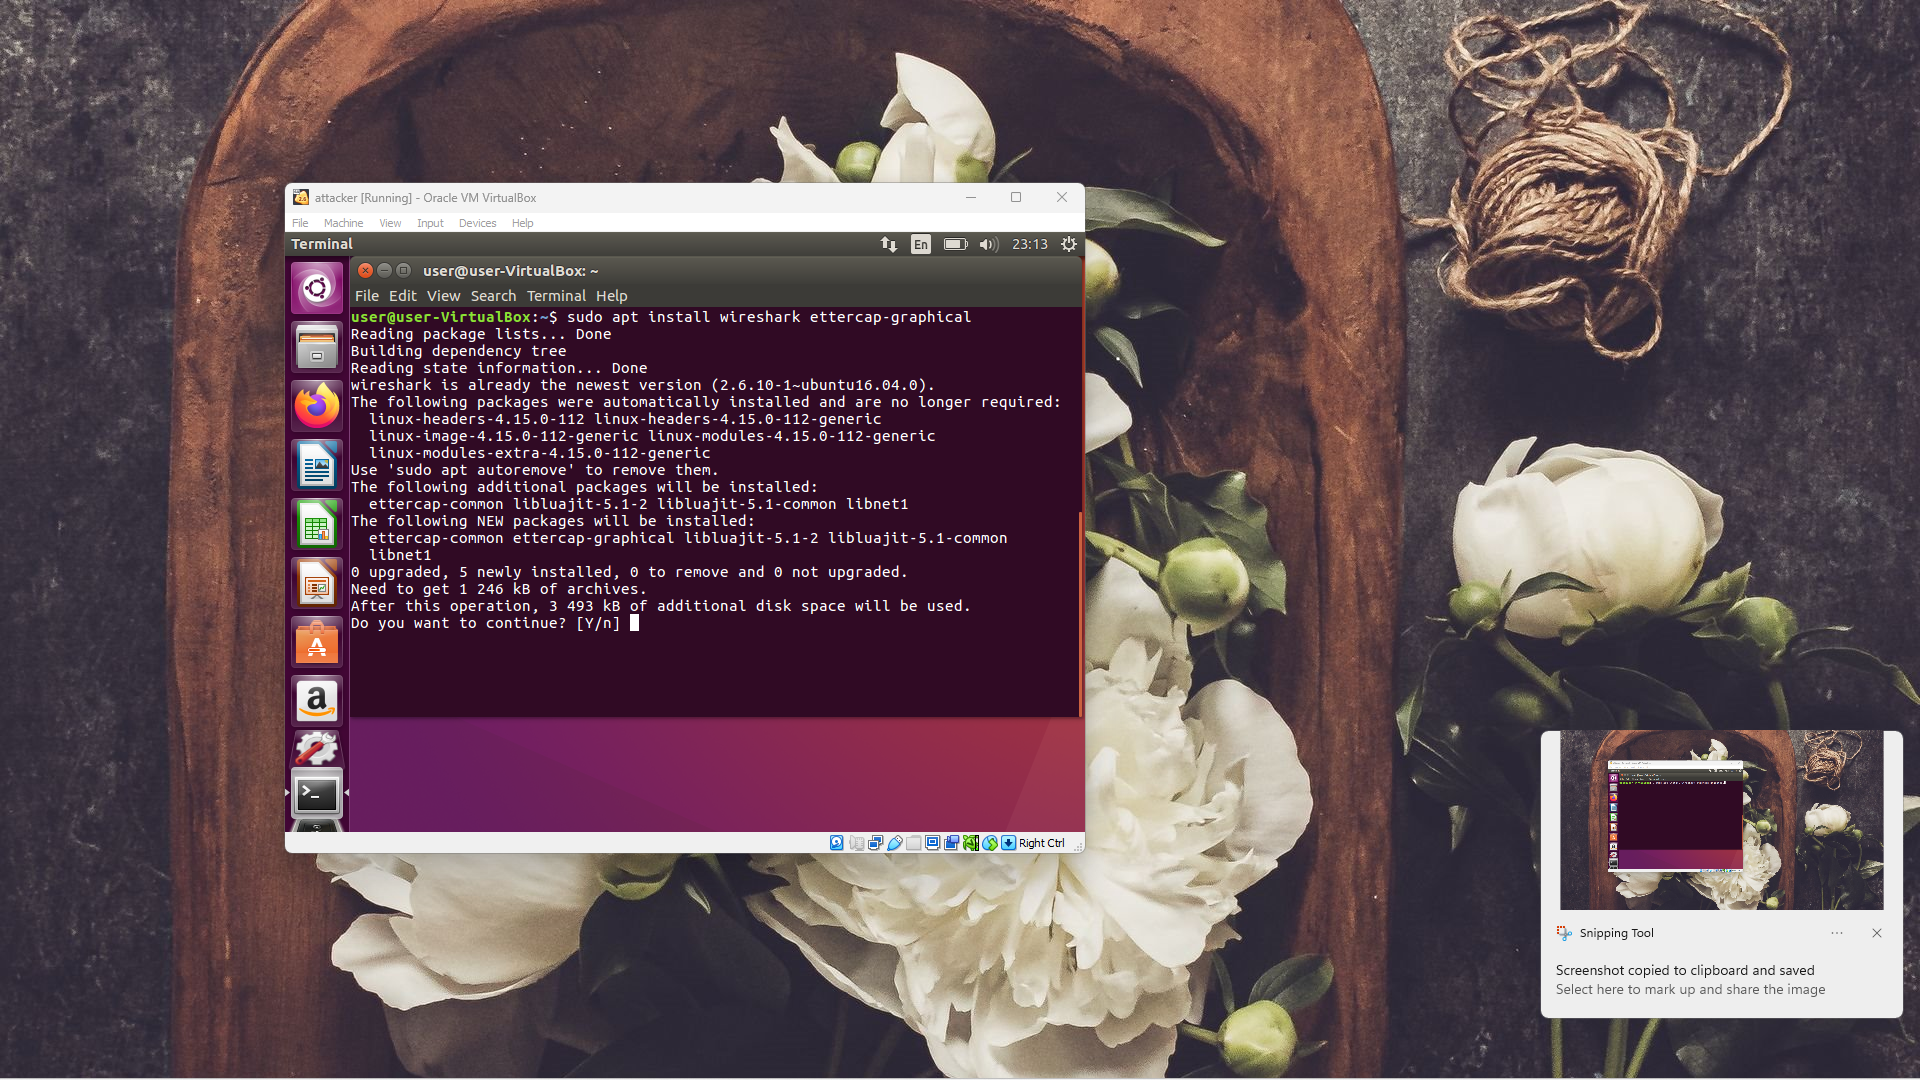 attacker [Running] - Oracle VM VirtualBox
File Machine View Input Devices Help
Terminal
En
23:13
user@user-VirtualBox: ~
File Edit View Search Terminal Help
user@user-VirtualBox:~$ sudo apt install wireshark ettercap-graphical
Reading package lists... Done
Building dependency tree
Reading state information... Done
wireshark is already the newest version (2.6.10-1~ubuntu16.04.0).
The following packages were automatically installed and are no longer required:
linux-headers-4.15.0-112 linux-headers-4.15.0-112-generic
linux-image-4.15.0-112-generic linux-modules-4.15.0-112-generic
linux-modules-extra-4.15.0-112-generic
Use 'sudo apt autoremove' to remove them.
The following additional packages will be installed:
ettercap-common libluajit-5.1-2 libluajit-5.1-common libnet1
The following NEW packages will be installed:
ettercap-common ettercap-graphical libluajit-5.1-2 libluajit-5.1-common
libnet1
0 upgraded, 5 newly installed, 0 to remove and 0 not upgraded.
Need to get 1 246 kB of archives.
After this operation, 3 493 kB of additional disk space will be used.
Do you want to continue? [Y/n]
Right Ctrl
Snipping Tool
Screenshot copied to clipboard and saved
Select here to mark up and share the image